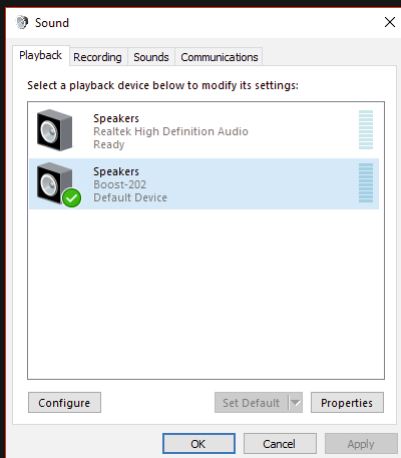 Sound
Playback Recording Sounds Communications
Select a playback device below to modify its settings:
Speakers
Realtek High Definition Audio
Ready
Speakers
Boost-202
Default Device
Configure Set Default Properties
OK Cancel Apply